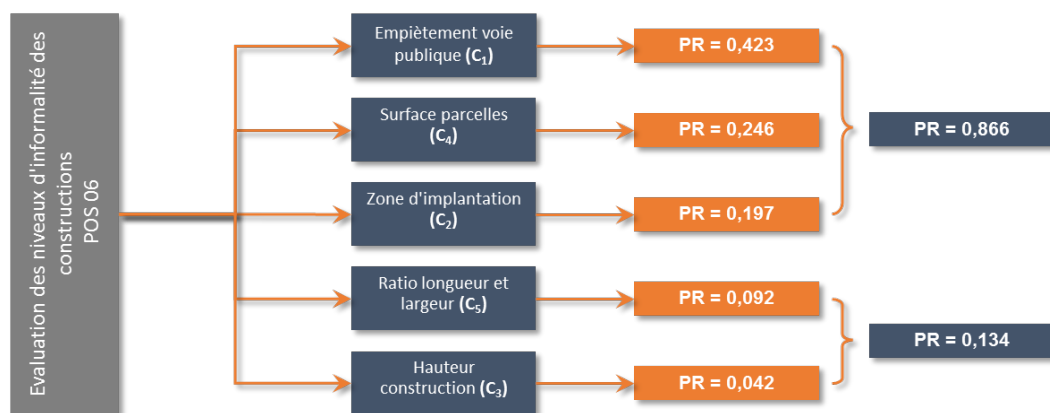 Evaluation des niveaux d'informalité des
constructions
POS 06
Empiètement voie
publique (C₁)
PR = 0,423
Surface parcelles
(C₄)
PR = 0,246
PR = 0,866
Zone d'implantation
(C₂)
PR = 0,197
Ratio longueur et
largeur (C₅)
PR = 0,092
PR = 0,134
Hauteur
construction (C₃)
PR = 0,042